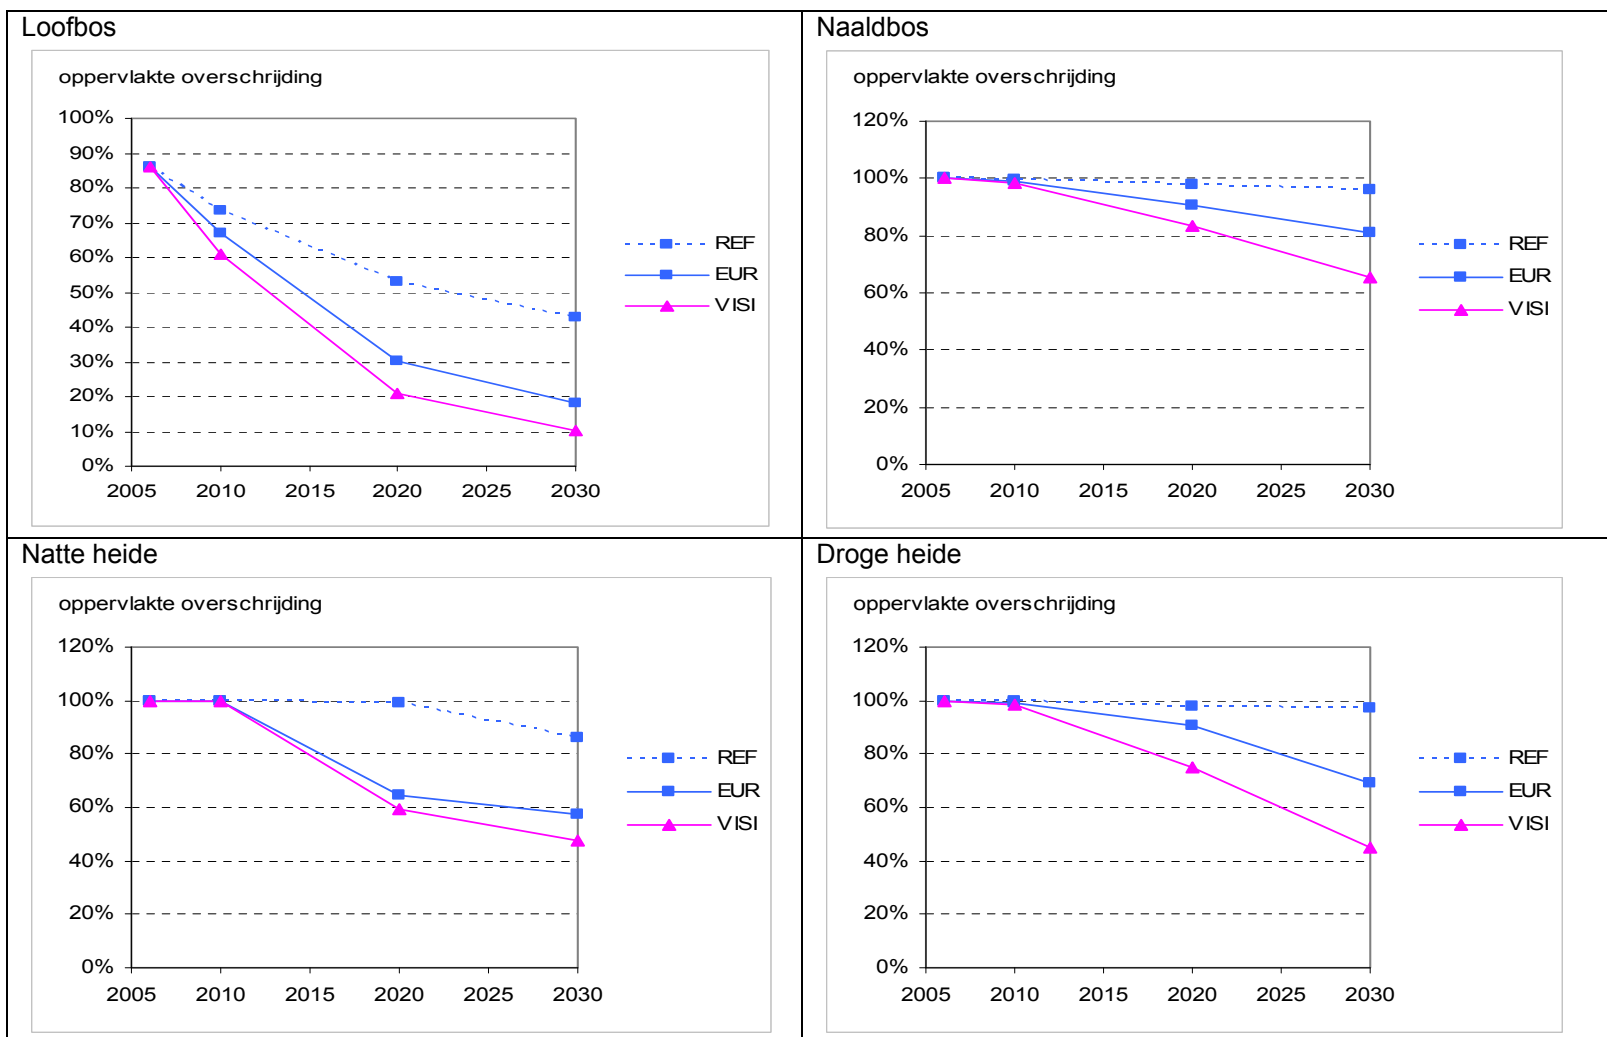 Loofbos
oppervlakte overschrijding
100%
90%
80%
70%
60%
50%
40%
30%
20%
10%
0%
2005 2010 2015 2020 2025 2030
REF
EUR
VISI
Naaldbos
oppervlakte overschrijding
120%
100%
80%
60%
40%
20%
0%
2005 2010 2015 2020 2025 2030
REF
EUR
VISI
Natte heide
oppervlakte overschrijding
120%
100%
80%
60%
40%
20%
0%
2005 2010 2015 2020 2025 2030
REF
EUR
VISI
Droge heide
oppervlakte overschrijding
120%
100%
80%
60%
40%
20%
0%
2005 2010 2015 2020 2025 2030
REF
EUR
VISI